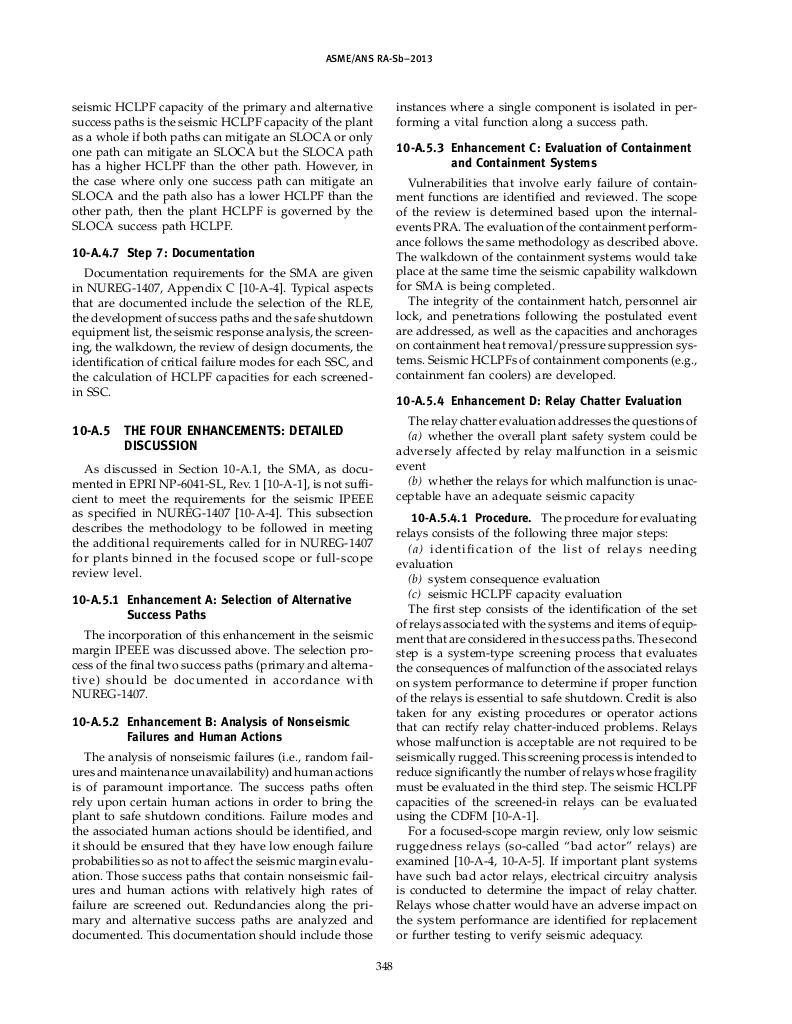 ASME/ANS RA-Sb–2013
seismic HCLPF capacity of the primary and alternative
success paths is the seismic HCLPF capacity of the plant
as a whole if both paths can mitigate an SLOCA or only
one path can mitigate an SLOCA but the SLOCA path
has a higher HCLPF than the other path. However, in
the case where only one success path can mitigate an
SLOCA and the path also has a lower HCLPF than the
other path, then the plant HCLPF is governed by the
SLOCA success path HCLPF.
10-A.4.7 Step 7: Documentation
Documentation requirements for the SMA are given
in NUREG-1407, Appendix C [10-A-4]. Typical aspects
that are documented include the selection of the RLE,
the development of success paths and the safe shutdown
equipment list, the seismic response analysis, the screen-
ing, the walkdown, the review of design documents, the
identification of critical failure modes for each SSC, and
the calculation of HCLPF capacities for each screened-
in SSC.
10-A.5 THE FOUR ENHANCEMENTS: DETAILED
DISCUSSION
As discussed in Section 10-A.1, the SMA, as docu-
mented in EPRI NP-6041-SL, Rev. 1 [10-A-1], is not suffi-
cient to meet the requirements for the seismic IPEEE
as specified in NUREG-1407 [10-A-4]. This subsection
describes the methodology to be followed in meeting
the additional requirements called for in NUREG-1407
for plants binned in the focused scope or full-scope
review level.
10-A.5.1 Enhancement A: Selection of Alternative
Success Paths
The incorporation of this enhancement in the seismic
margin IPEEE was discussed above. The selection pro-
cess of the final two success paths (primary and alterna-
tive) should be documented in accordance with
NUREG-1407.
10-A.5.2 Enhancement B: Analysis of Nonseismic
Failures and Human Actions
The analysis of nonseismic failures (i.e., random fail-
ures and maintenance unavailability) and human actions
is of paramount importance. The success paths often
rely upon certain human actions in order to bring the
plant to safe shutdown conditions. Failure modes and
the associated human actions should be identified, and
it should be ensured that they have low enough failure
probabilities so as not to affect the seismic margin evalu-
ation. Those success paths that contain nonseismic fail-
ures and human actions with relatively high rates of
failure are screened out. Redundancies along the pri-
mary and alternative success paths are analyzed and
documented. This documentation should include those
instances where a single component is isolated in per-
forming a vital function along a success path.
10-A.5.3 Enhancement C: Evaluation of Containment
and Containment Systems
Vulnerabilities that involve early failure of contain-
ment functions are identified and reviewed. The scope
of the review is determined based upon the internal-
events PRA. The evaluation of the containment perform-
ance follows the same methodology as described above.
The walkdown of the containment systems would take
place at the same time the seismic capability walkdown
for SMA is being completed.
The integrity of the containment hatch, personnel air
lock, and penetrations following the postulated event
are addressed, as well as the capacities and anchorages
on containment heat removal/pressure suppression sys-
tems. Seismic HCLPFs of containment components (e.g.,
containment fan coolers) are developed.
10-A.5.4 Enhancement D: Relay Chatter Evaluation
The relay chatter evaluation addresses the questions of
(a) whether the overall plant safety system could be
adversely affected by relay malfunction in a seismic
event
(b) whether the relays for which malfunction is unac-
ceptable have an adequate seismic capacity
10-A.5.4.1 Procedure. The procedure for evaluating
relays consists of the following three major steps:
(a) identification of the list of relays needing
evaluation
(b) system consequence evaluation
(c) seismic HCLPF capacity evaluation
The first step consists of the identification of the set
of relays associated with the systems and items of equip-
ment that are considered in the success paths. The second
step is a system-type screening process that evaluates
the consequences of malfunction of the associated relays
on system performance to determine if proper function
of the relays is essential to safe shutdown. Credit is also
taken for any existing procedures or operator actions
that can rectify relay chatter-induced problems. Relays
whose malfunction is acceptable are not required to be
seismically rugged. This screening process is intended to
reduce significantly the number of relays whose fragility
must be evaluated in the third step. The seismic HCLPF
capacities of the screened-in relays can be evaluated
using the CDFM [10-A-1].
For a focused-scope margin review, only low seismic
ruggedness relays (so-called “bad actor” relays) are
examined [10-A-4, 10-A-5]. If important plant systems
have such bad actor relays, electrical circuitry analysis
is conducted to determine the impact of relay chatter.
Relays whose chatter would have an adverse impact on
the system performance are identified for replacement
or further testing to verify seismic adequacy.
348